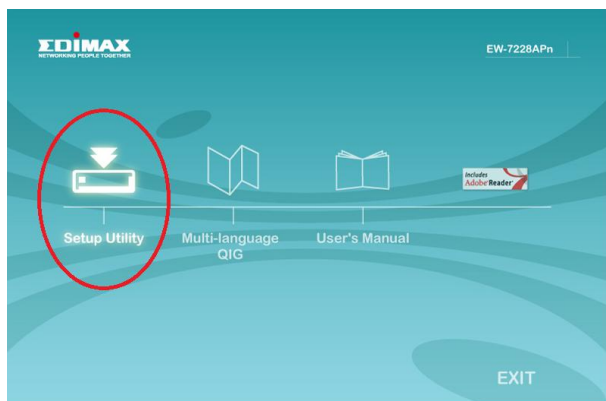 EDIMAX
NETWORKING PEOPLE TOGETHER
EW-7228APn
Includes
Adobe Reader
Setup Utility
Multi-language
QIG
User's Manual
EXIT